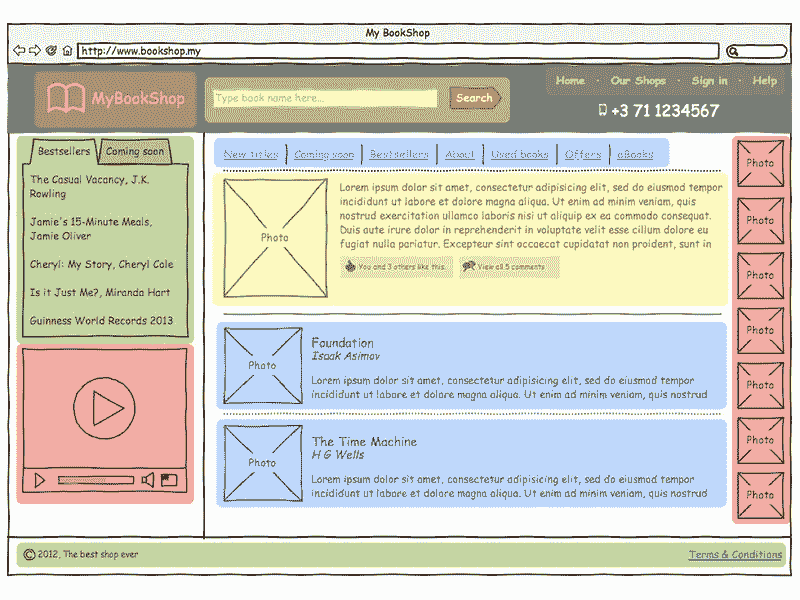 My BookShop
http://www.bookshop.my
MyBookShop
Type book name here...
Search
Home · Our Shops · Sign in · Help
+3 71 1234567
Bestsellers
Coming soon
The Casual Vacancy, J.K.
Rowling
Jamie's 15-Minute Meals,
Jamie Oliver
Cheryl: My Story, Cheryl Cole
Is it Just Me?, Miranda Hart
Guinness World Records 2013
New titles
Coming soon
Bestsellers
About
Used books
Offers
eBooks
Photo
Lorem ipsum dolor sit amet, consectetur adipisicing elit, sed do eiusmod tempor
incididunt ut labore et dolore magna aliqua. Ut enim ad minim veniam, quis
nostrud exercitation ullamco laboris nisi ut aliquip ex ea commodo consequat.
Duis aute irure dolor in reprehenderit in voluptate velit esse cillum dolore eu
fugiat nulla pariatur. Excepteur sint occaecat cupidatat non proident, sunt in
You and 3 others like this.
View all 5 comments
Photo
Foundation
Isaak Asimov
Lorem ipsum dolor sit amet, consectetur adipisicing elit, sed do eiusmod tempor
incididunt ut labore et dolore magna aliqua. Ut enim ad minim veniam, quis nostrud
Photo
The Time Machine
H G Wells
Lorem ipsum dolor sit amet, consectetur adipisicing elit, sed do eiusmod tempor
incididunt ut labore et dolore magna aliqua. Ut enim ad minim veniam, quis nostrud
Photo
Photo
Photo
Photo
Photo
Photo
Photo
© 2012, The best shop ever
Terms & Conditions